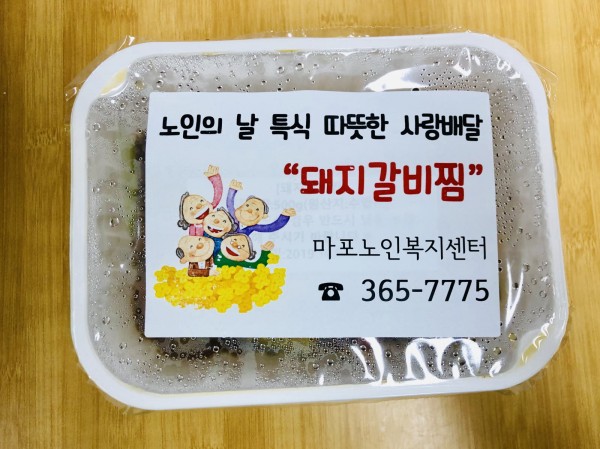 노인의 날 특식 따뜻한 사랑배달
“돼지갈비찜”
마포노인복지센터
☎ 365-7775